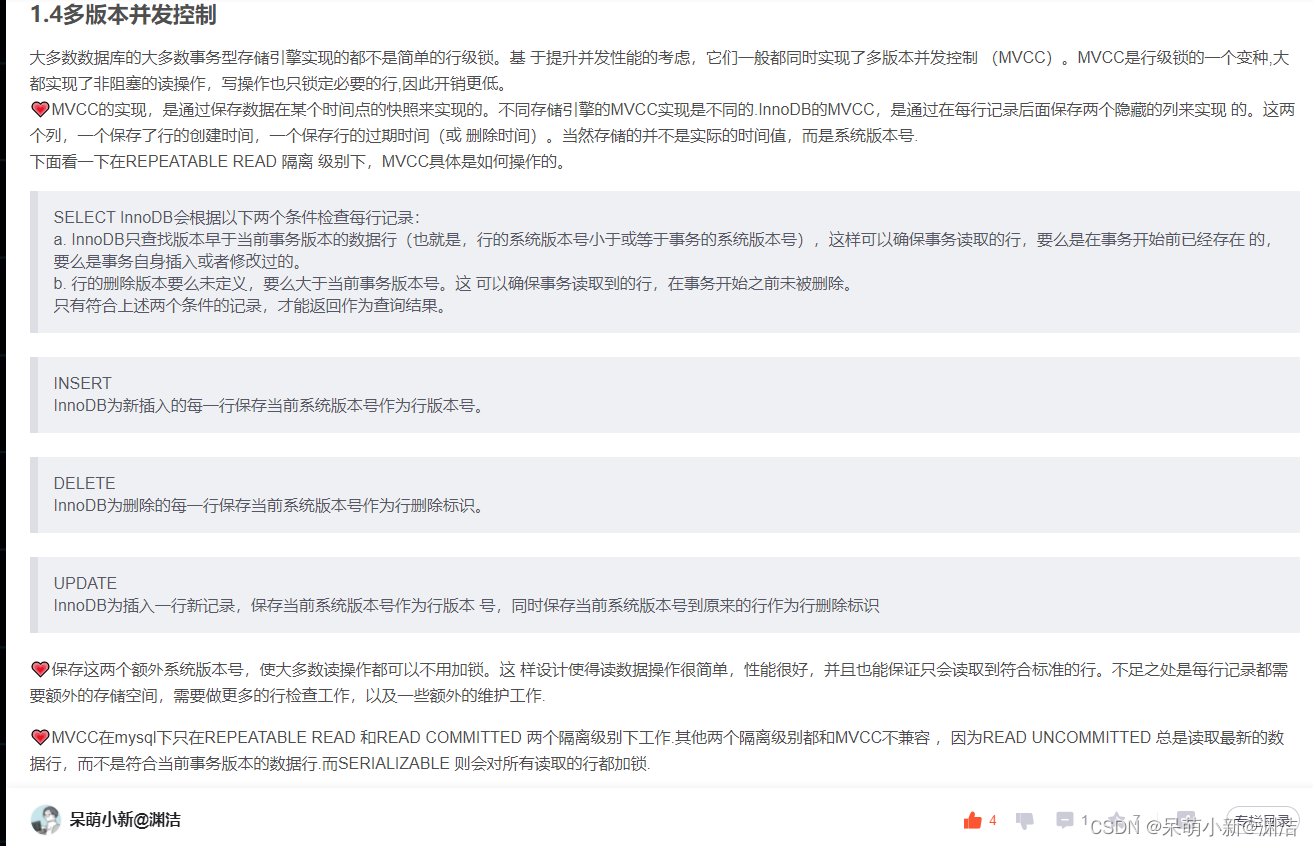 1.4多版本并发控制
大多数数据库的大多数事务型存储引擎实现的都不是简单的行级锁。基 于提升并发性能的考虑，它们一般都同时实现了多版本并发控制 （MVCC）。MVCC是行级锁的一个变种,大
都实现了非阻塞的读操作，写操作也只锁定必要的行,因此开销更低。
MVCC的实现，是通过保存数据在某个时间点的快照来实现的。不同存储引擎的MVCC实现是不同的.InnoDB的MVCC，是通过在每行记录后面保存两个隐藏的列来实现 的。这两
个列，一个保存了行的创建时间，一个保存行的过期时间（或 删除时间）。当然存储的并不是实际的时间值，而是系统版本号.
下面看一下在REPEATABLE READ 隔离 级别下，MVCC具体是如何操作的。
SELECT InnoDB会根据以下两个条件检查每行记录：
a. InnoDB只查找版本早于当前事务版本的数据行（也就是，行的系统版本号小于或等于事务的系统版本号），这样可以确保事务读取的行，要么是在事务开始前已经存在 的，
要么是事务自身插入或者修改过的。
b. 行的删除版本要么未定义，要么大于当前事务版本号。这 可以确保事务读取到的行，在事务开始之前未被删除。
只有符合上述两个条件的记录，才能返回作为查询结果。
INSERT
InnoDB为新插入的每一行保存当前系统版本号作为行版本号。
DELETE
InnoDB为删除的每一行保存当前系统版本号作为行删除标识。
UPDATE
InnoDB为插入一行新记录，保存当前系统版本号作为行版本 号，同时保存当前系统版本号到原来的行作为行删除标识
保存这两个额外系统版本号，使大多数读操作都可以不用加锁。这 样设计使得读数据操作很简单，性能很好，并且也能保证只会读取到符合标准的行。不足之处是每行记录都需
要额外的存储空间，需要做更多的行检查工作，以及一些额外的维护工作.
MVCC在mysql下只在REPEATABLE READ 和READ COMMITTED 两个隔离级别下工作.其他两个隔离级别都和MVCC不兼容 ，因为READ UNCOMMITTED 总是读取最新的数
据行，而不是符合当前事务版本的数据行.而SERIALIZABLE 则会对所有读取的行都加锁.
呆萌小新@渊洁
4
1
7
专栏目录
CSDN @呆萌小新@渊洁